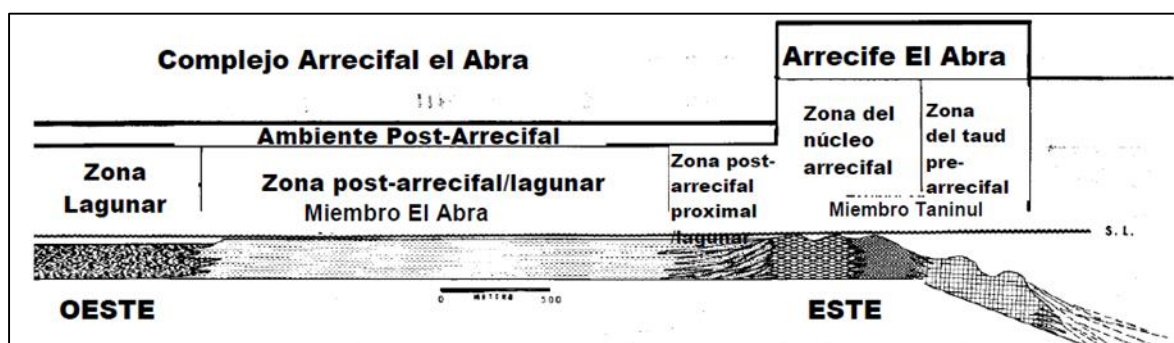 Complejo Arrecifal el Abra
Arrecife El Abra
Ambiente Post-Arrecifal
Zona
Lagunar
Zona post-arrecifal/lagunar
Miembro El Abra
Zona post-
arrecifal
proximal
/lagunar
Zona del
núcleo
arrecifal
Zona
del taud
pre-
arrecifal
Miembro Taninul
S.L.
OESTE
0 METERS 500
ESTE